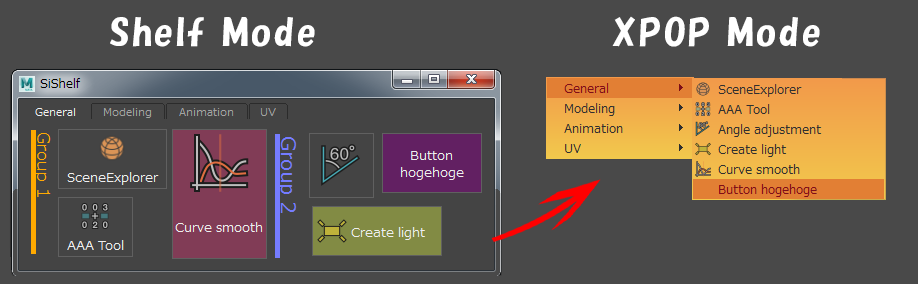 Shelf Mode
XPOP Mode
SiShelf
General Modeling Animation UV
Group 1
SceneExplorer
0 0 3
0 2 0
AAA Tool
Curve smooth
Group 2
60°
Button
hogehoge
Create light
General
Modeling
Animation
UV
SceneExplorer
AAA Tool
Angle adjustment
Create light
Curve smooth
Button hogehoge